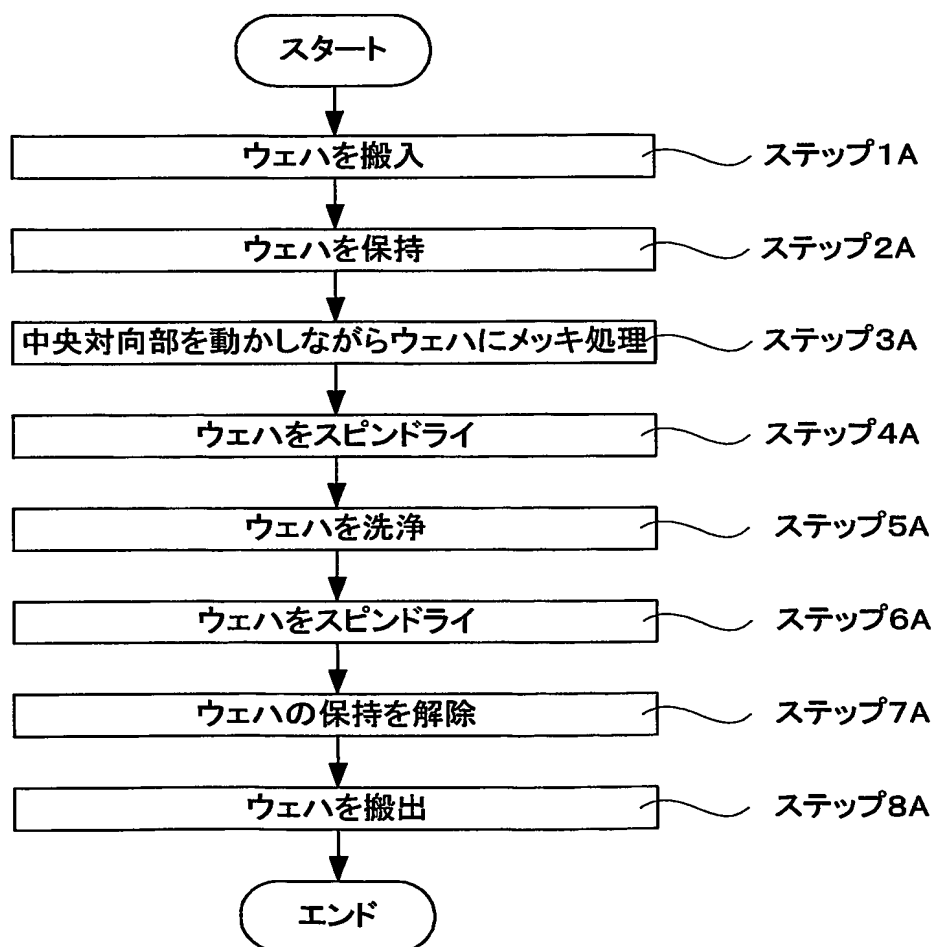 スタート
ウェハを搬入
ステップ1A
ウェハを保持
ステップ2A
中央対向部を動かしながらウェハにメッキ処理
ステップ3A
ウェハをスピンドライ
ステップ4A
ウェハを洗浄
ステップ5A
ウェハをスピンドライ
ステップ6A
ウェハの保持を解除
ステップ7A
ウェハを搬出
ステップ8A
エンド